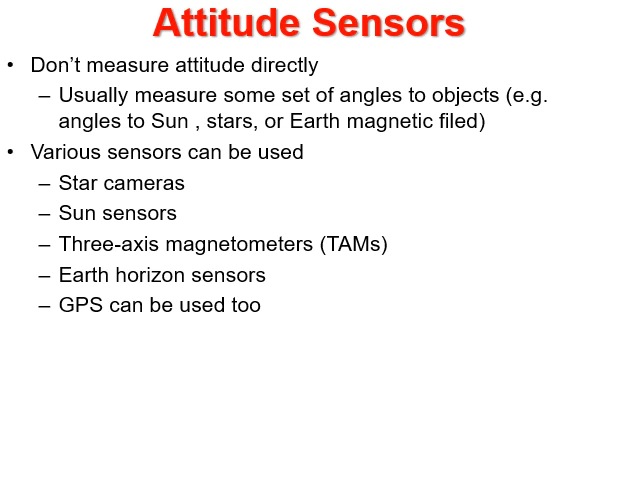 Attitude Sensors
• Don’t measure attitude directly
– Usually measure some set of angles to objects (e.g.
angles to Sun , stars, or Earth magnetic filed)
• Various sensors can be used
– Star cameras
– Sun sensors
– Three-axis magnetometers (TAMs)
– Earth horizon sensors
– GPS can be used too